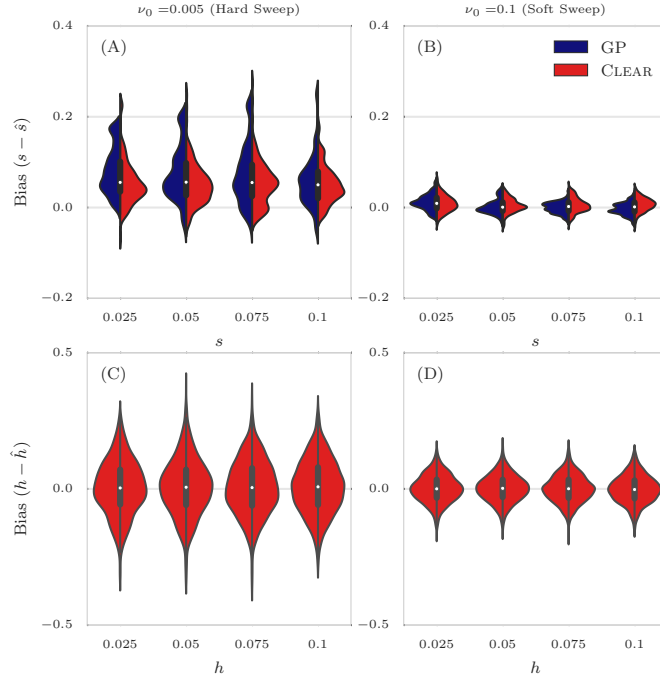 ν₀ =0.005 (Hard Sweep)
ν₀ =0.1 (Soft Sweep)
Bias (s − ŝ)
0.4
0.2
0.0
−0.2
(A)
0.025 0.05 0.075 0.1
s
0.4
0.2
0.0
−0.2
(B)
GP
CLEAR
0.025 0.05 0.075 0.1
s
Bias (h − ĥ)
0.5
0.0
−0.5
(C)
0.025 0.05 0.075 0.1
h
0.5
0.0
−0.5
(D)
0.025 0.05 0.075 0.1
h